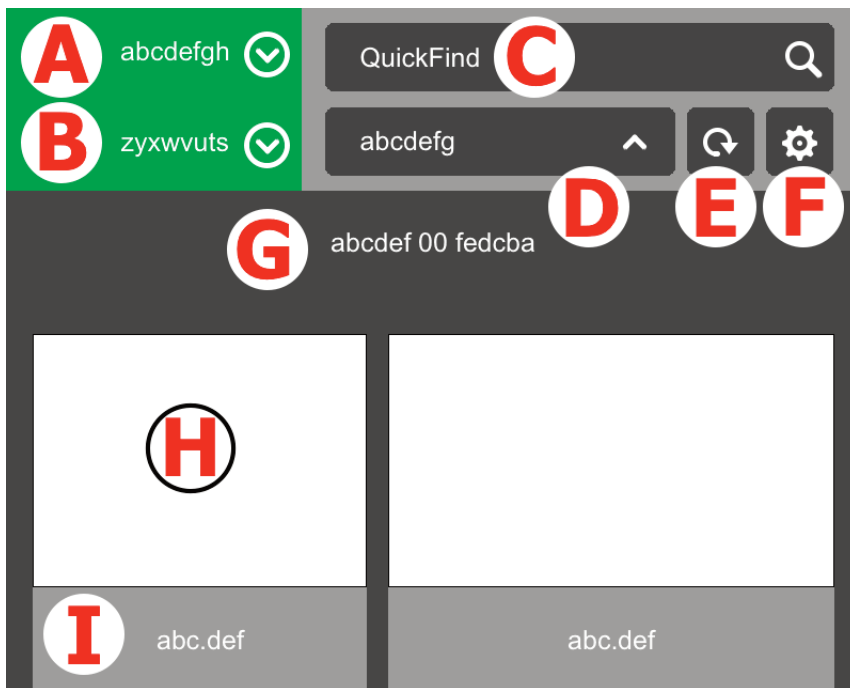 A abcdefgh
B zyxwvuts
QuickFind C
abcdefg
D
E
F
G abcdef 00 fedcba
H
I abc.def
abc.def